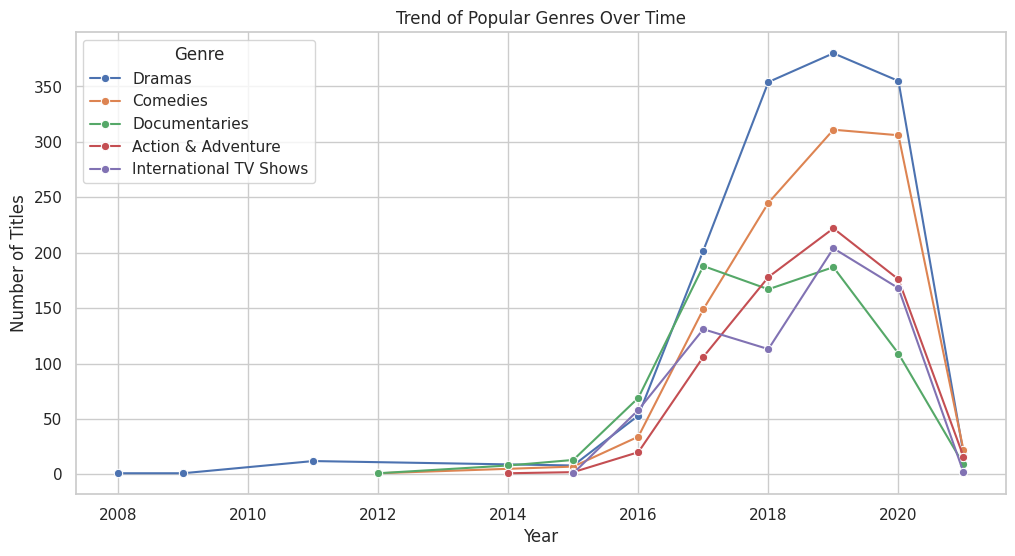 Trend of Popular Genres Over Time
Genre
Dramas
Comedies
Documentaries
Action & Adventure
International TV Shows
Number of Titles
350
300
250
200
150
100
50
0
2008 2010 2012 2014 2016 2018 2020
Year